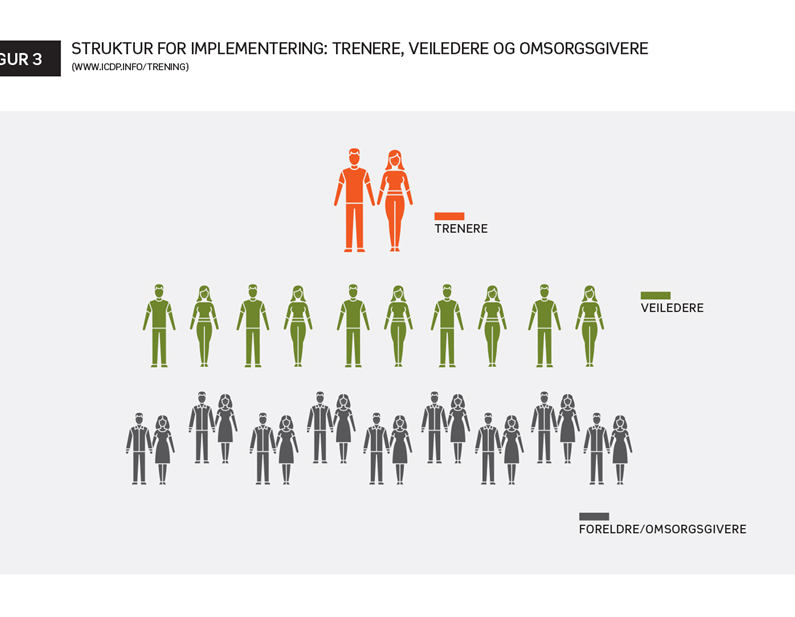 GUR 3
STRUKTUR FOR IMPLEMENTERING: TRENERE, VEILEDERE OG OMSORGSGIVERE
(WWW.ICDP.INFO/TRENING)
TRENERE
VEILEDERE
FORELDRE/OMSORGSGIVERE